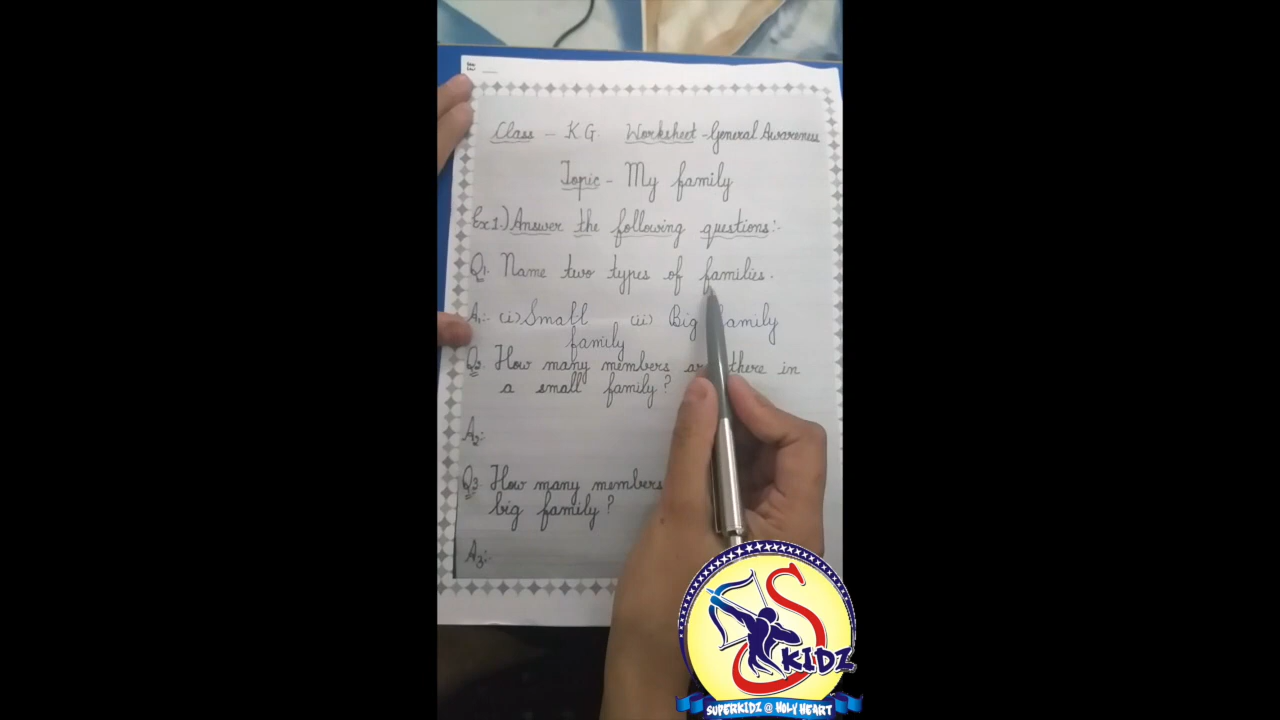 Class - K.G. Worksheet - General Awareness
Topic - My family
Ex 1.) Answer the following questions:-
Q1. Name two types of families.
A1:- (i) Small (ii) Big family
family
Q2. How many members are there in
a small family?
A2:-
Q3. How many members
big family?
A3:-
S KIDZ
SUPERKIDZ @ HOLY HEART